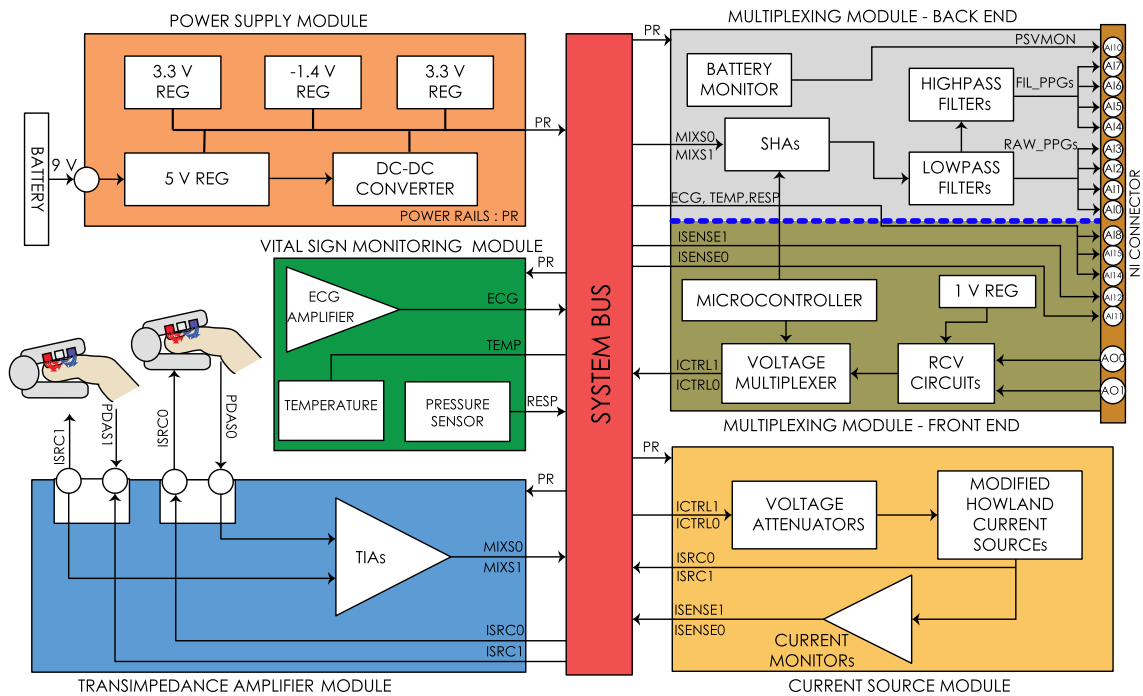 POWER SUPPLY MODULE
3.3 V
REG
-1.4 V
REG
3.3 V
REG
PR
BATTERY
9 V
5 V REG
DC-DC
CONVERTER
POWER RAILS : PR
VITAL SIGN MONITORING MODULE
PR
ECG
AMPLIFIER
ECG
TEMP
TEMPERATURE
PRESSURE
SENSOR
RESP
ISRC1
PDAS1
ISRC0
PDAS0
PR
TIAs
MIXS0
MIXS1
ISRC0
ISRC1
TRANSIMPEDANCE AMPLIFIER MODULE
SYSTEM BUS
MULTIPLEXING MODULE - BACK END
PR
PSVMON
BATTERY
MONITOR
HIGHPASS
FILTERs
FIL_PPGs
MIXS0
MIXS1
SHAs
LOWPASS
FILTERs
RAW_PPGs
ECG, TEMP,RESP
ISENSE1
ISENSE0
MICROCONTROLLER
1 V REG
ICTRL1
ICTRL0
VOLTAGE
MULTIPLEXER
RCV
CIRCUITs
AI10
AI7
AI6
AI5
AI4
AI3
AI2
AI1
AI0
AI8
AI15
AI14
AI12
AI11
AO0
AO1
NI CONNECTOR
MULTIPLEXING MODULE - FRONT END
PR
ICTRL1
ICTRL0
VOLTAGE
ATTENUATORs
MODIFIED
HOWLAND
CURRENT
SOURCEs
ISRC0
ISRC1
ISENSE1
ISENSE0
CURRENT
MONITORs
CURRENT SOURCE MODULE